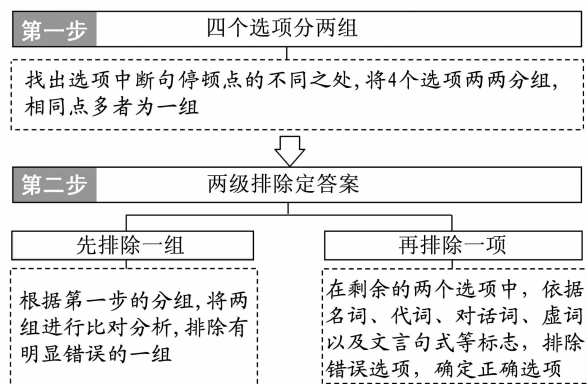 第一步 四个选项分两组
找出选项中断句停顿点的不同之处,将4个选项两两分组,
相同点多者为一组
第二步 两级排除定答案
先排除一组
根据第一步的分组,将两
组进行比对分析,排除有
明显错误的一组
再排除一项
在剩余的两个选项中，依据
名词、代词、对话词、虚词
以及文言句式等标志，排除
错误选项，确定正确选项